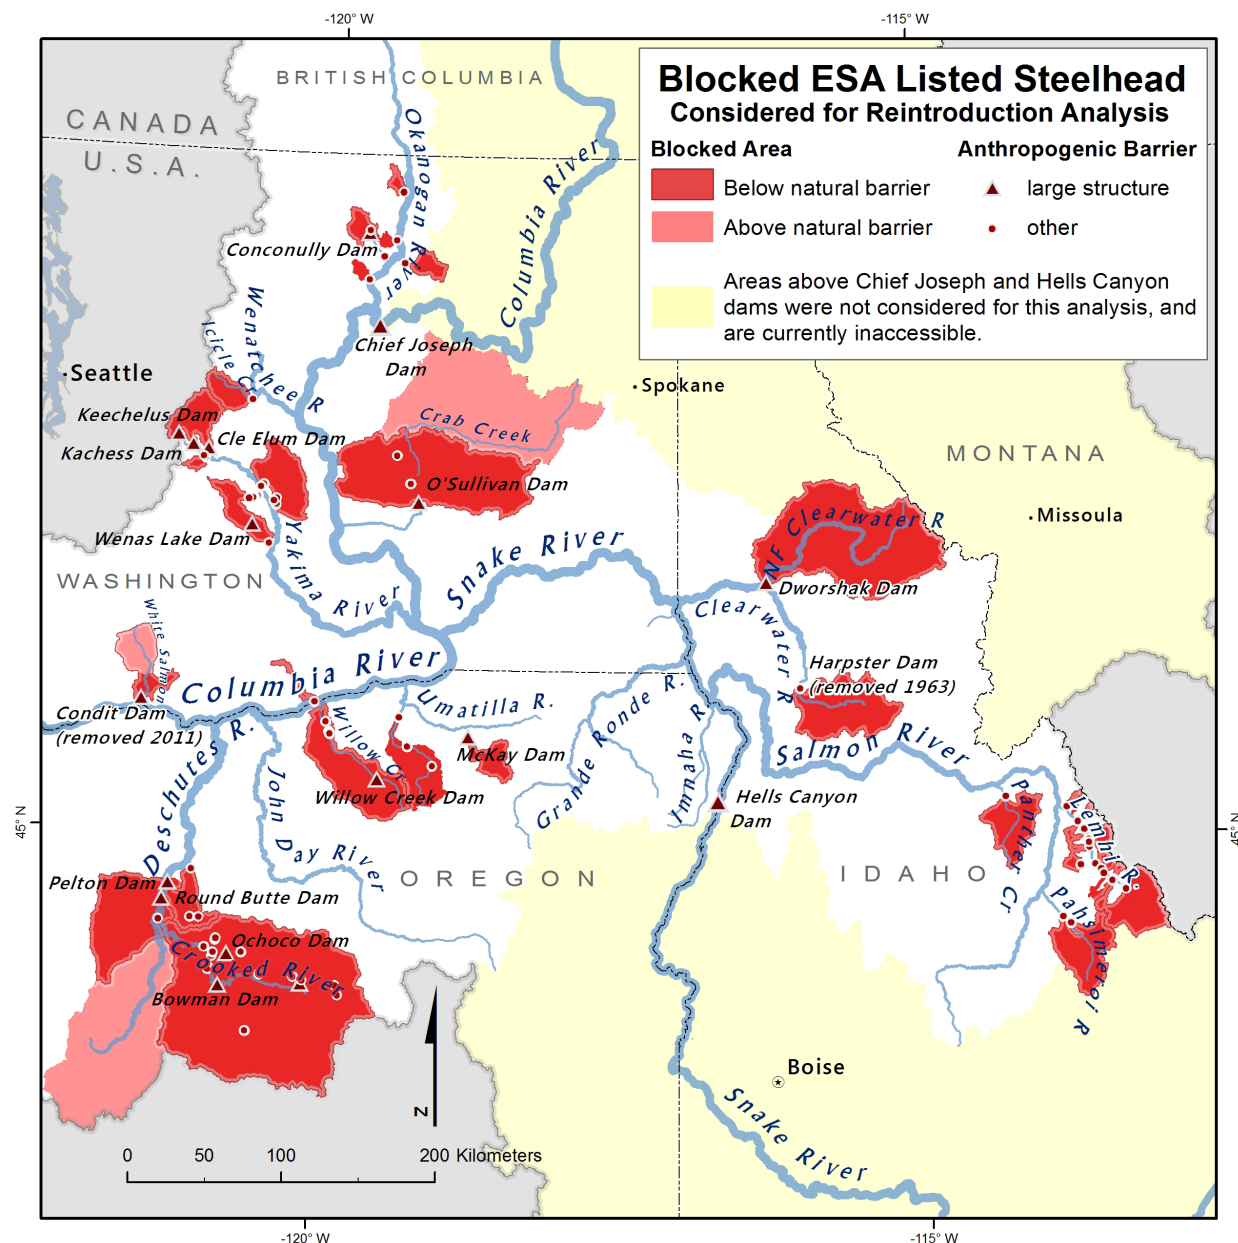 -120° W
-115° W
BRITISH COLUMBIA
CANADA
U.S.A.
Blocked ESA Listed Steelhead
Considered for Reintroduction Analysis
Blocked Area
Anthropogenic Barrier
Below natural barrier
large structure
Above natural barrier
other
Areas above Chief Joseph and Hells Canyon
dams were not considered for this analysis, and
are currently inaccessible.
Okanogan River
Columbia River
Conconully Dam
Wenatchee R
Icicle Cr
Chief Joseph
Dam
Seattle
Spokane
Keechelus Dam
Crab Creek
Cle Elum Dam
Kachess Dam
MONTANA
O'Sullivan Dam
Missoula
NF Clearwater R
Wenas Lake Dam
Yakima River
Snake River
WASHINGTON
Dworshak Dam
White Salmon
Clearwater R
Columbia River
Harpster Dam
(removed 1963)
Condit Dam
(removed 2011)
Umatilla R.
Grande Ronde R.
Imnaha R.
Salmon River
Deschutes R.
Willow Cr
McKay Dam
John Day River
Willow Creek Dam
Hells Canyon
Dam
Panther Cr
Lemhi R.
45° N
45° N
Pelton Dam
OREGON
IDAHO
Round Butte Dam
Pahsimeroi R
Ochoco Dam
Crooked River
Bowman Dam
Boise
N
Snake River
0 50 100 200 Kilometers
-120° W
-115° W